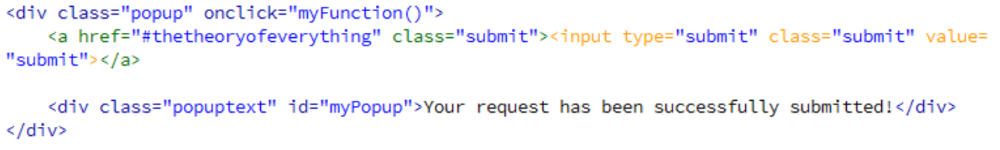 <div class="popup" onclick="myFunction()">
    <a href="#thetheoryofeverything" class="submit"><input type="submit" class="submit" value=
"submit"></a>

    <div class="popuptext" id="myPopup">Your request has been successfully submitted!</div>
</div>